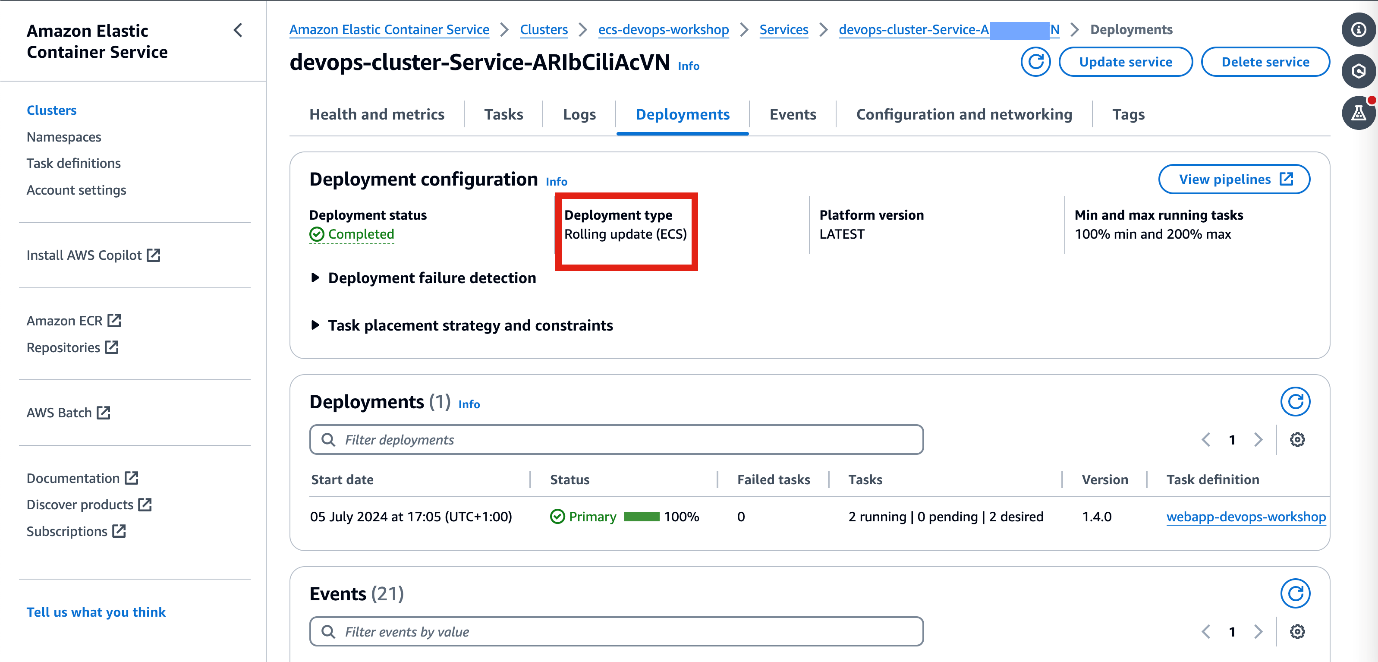 Amazon Elastic
Container Service
Clusters
Namespaces
Task definitions
Account settings
Install AWS Copilot
Amazon ECR
Repositories
AWS Batch
Documentation
Discover products
Subscriptions
Tell us what you think
Amazon Elastic Container Service > Clusters > ecs-devops-workshop > Services > devops-cluster-Service-A N > Deployments
devops-cluster-Service-ARIbCiliAcVN Info
Update service Delete service
Health and metrics Tasks Logs Deployments Events Configuration and networking Tags
Deployment configuration Info View pipelines
Deployment status Deployment type Platform version Min and max running tasks
Completed Rolling update (ECS) LATEST 100% min and 200% max
Deployment failure detection
Task placement strategy and constraints
Deployments (1) Info
Filter deployments 1
Start date Status Failed tasks Tasks Version Task definition
05 July 2024 at 17:05 (UTC+1:00) Primary 100% 0 2 running | 0 pending | 2 desired 1.4.0 webapp-devops-workshop
Events (21)
Filter events by value 1